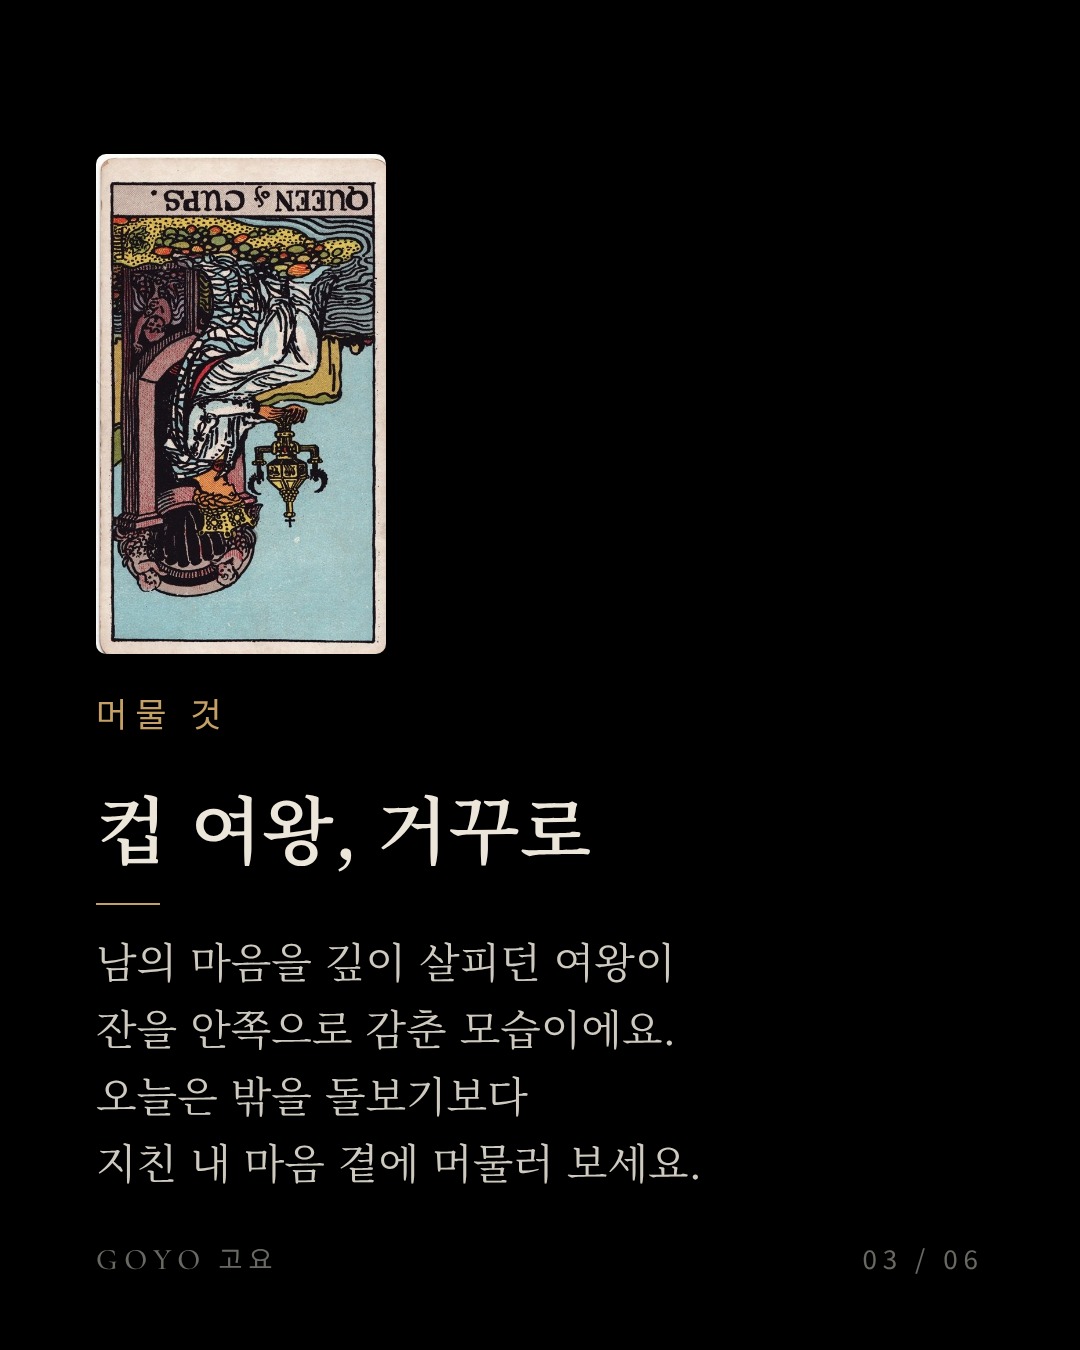 QUEEN of CUPS.
머물 것
컵 여왕, 거꾸로
남의 마음을 깊이 살피던 여왕이
잔을 안쪽으로 감춘 모습이에요.
오늘은 밖을 돌보기보다
지친 내 마음 곁에 머물러 보세요.
GOYO 고요
03 / 06